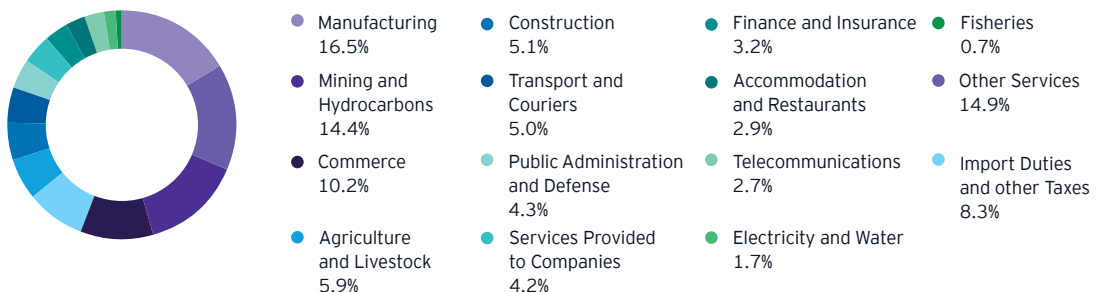 Manufacturing
16.5%
Mining and
Hydrocarbons
14.4%
Commerce
10.2%
Agriculture
and Livestock
5.9%
Construction
5.1%
Transport and
Couriers
5.0%
Public Administration
and Defense
4.3%
Services Provided
to Companies
4.2%
Finance and Insurance
3.2%
Accommodation
and Restaurants
2.9%
Telecommunications
2.7%
Electricity and Water
1.7%
Fisheries
0.7%
Other Services
14.9%
Import Duties
and other Taxes
8.3%